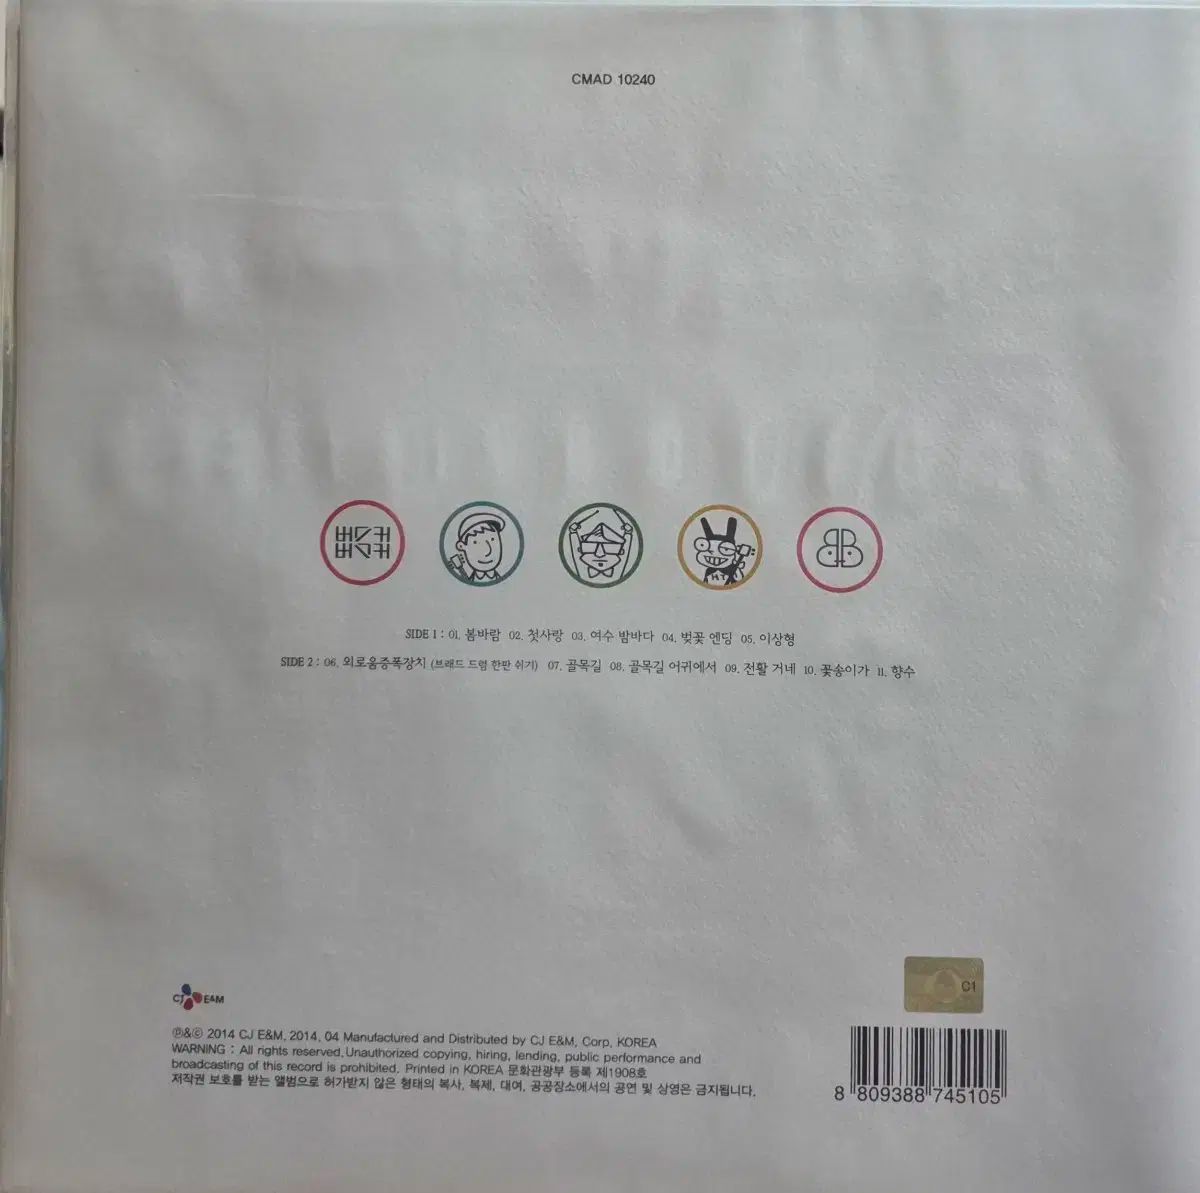 CMAD 10240
버스커
버스커
HT
BB
SIDE 1 : 01. 봄바람 02. 첫사랑 03. 여수 밤바다 04. 벚꽃 엔딩 05. 이상형
SIDE 2 : 06. 외로움증폭장치 (브래드 드럼 한판 쉬기) 07. 골목길 08. 골목길 어귀에서 09. 전활 거네 10. 꽃송이가 11. 향수
C1
CJ E&M
ⓟ&ⓒ 2014 CJ E&M, 2014. 04 Manufactured and Distributed by CJ E&M, Corp, KOREA
WARNING : All rights reserved.Unauthorized copying, hiring, lending, public performance and
broadcasting of this record is prohibited. Printed in KOREA 문화관광부 등록 제1908호
저작권 보호를 받는 앨범으로 허가받지 않은 형태의 복사, 복제, 대여, 공공장소에서의 공연 및 상영은 금지됩니다.
8 809388 745105